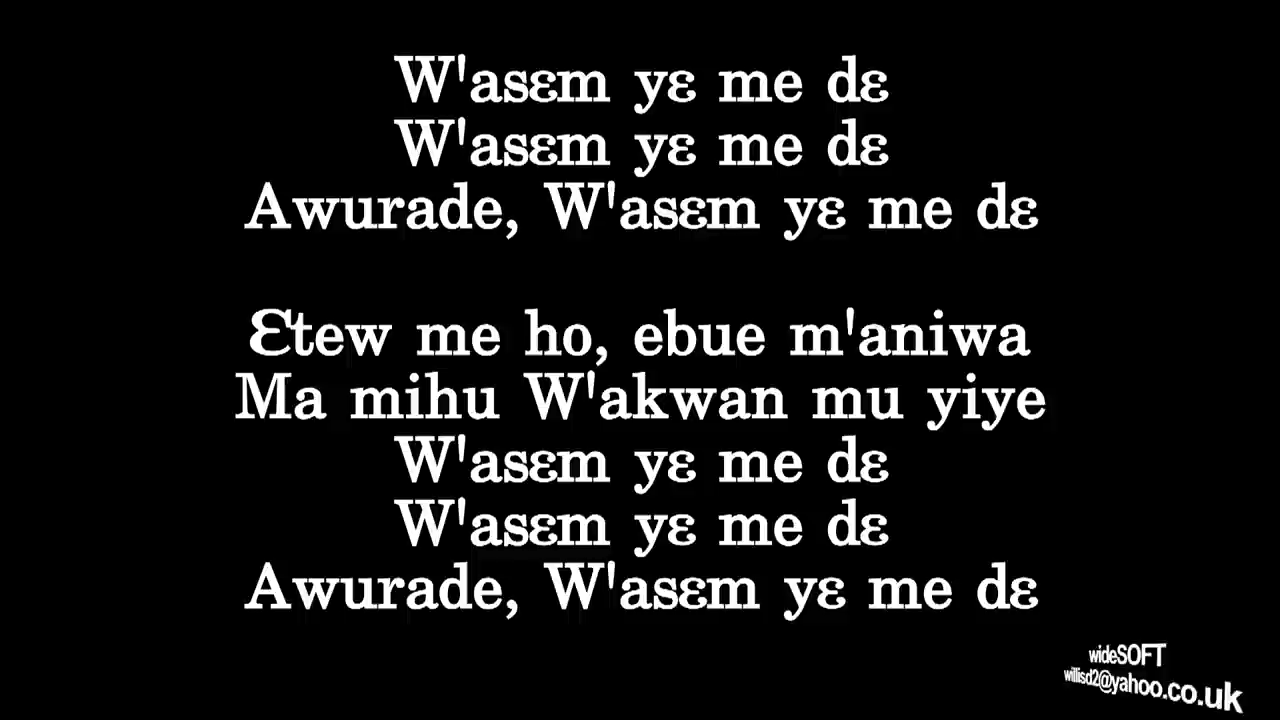 W'asɛm yɛ me dɛ
W'asɛm yɛ me dɛ
Awurade, W'asɛm yɛ me dɛ
Ɛtew me ho, ebue m'aniwa
Ma mihu W'akwan mu yiye
W'asɛm yɛ me dɛ
W'asɛm yɛ me dɛ
Awurade, W'asɛm yɛ me dɛ
wideSOFT
willisd2@yahoo.co.uk